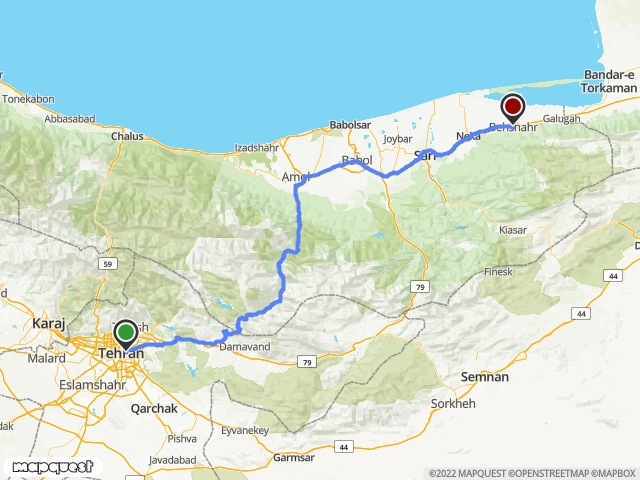 Bandar-e
Torkaman
Tonekabon
Abbasabad
Chalus
Izadshahr
Babolsar
Joybar
Neka
Behshahr
Galugah
Amol
Babol
Sari
Kiasar
Finesk
59
79
44
44
Karaj
Malard
Tehran
Eslamshahr
Damavand
79
Semnan
Sorkheh
Qarchak
Pishva
Eyvanekey
Javadabad
Garmsar
44
mapquest
©2022 MAPQUEST ©OPENSTREETMAP ©MAPBOX